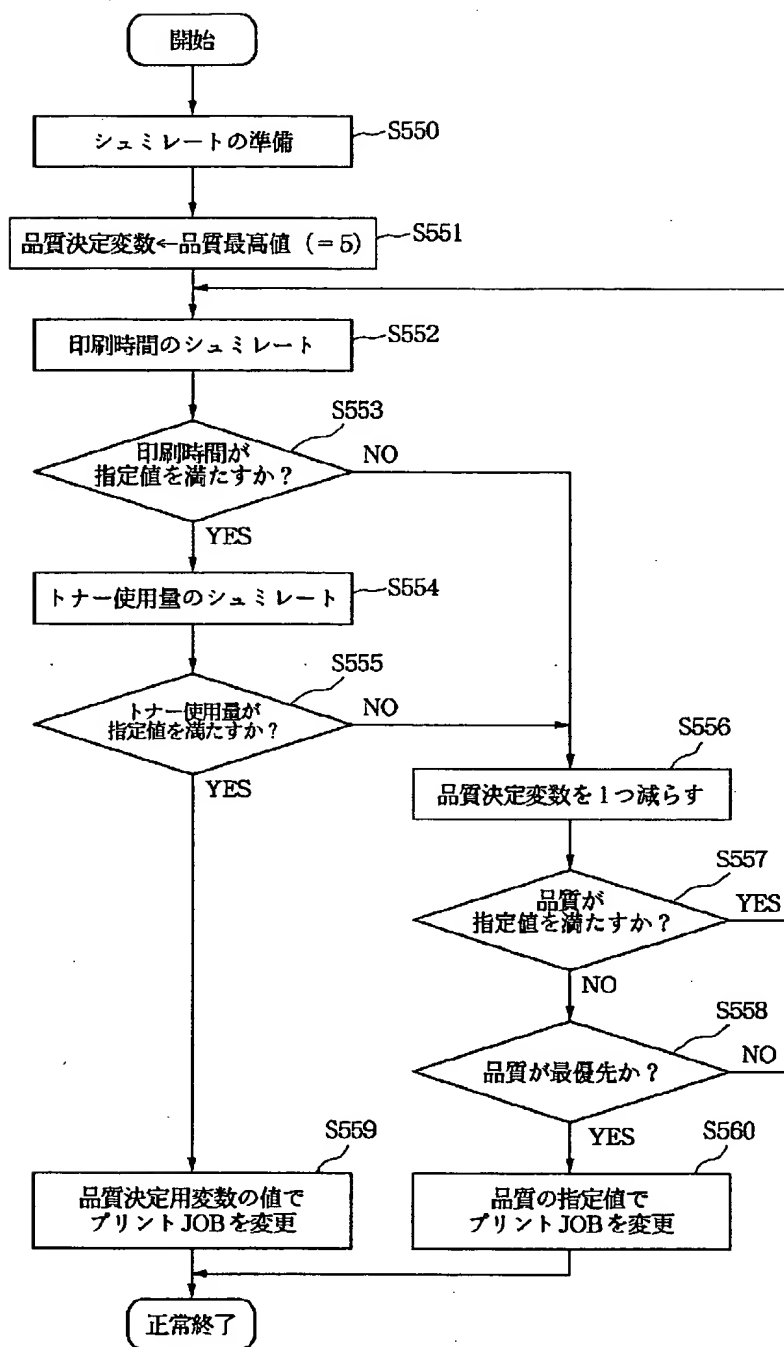 開始
シュミレートの準備
S550
品質決定変数←品質最高値（＝5）
S551
印刷時間のシュミレート
S552
S553
印刷時間が
指定値を満たすか？
NO
YES
トナー使用量のシュミレート
S554
S555
トナー使用量が
指定値を満たすか？
NO
YES
S556
品質決定変数を1つ減らす
S557
品質が
指定値を満たすか？
YES
NO
S558
品質が最優先か？
NO
YES
S559
品質決定用変数の値で
プリントJOBを変更
S560
品質の指定値で
プリントJOBを変更
正常終了